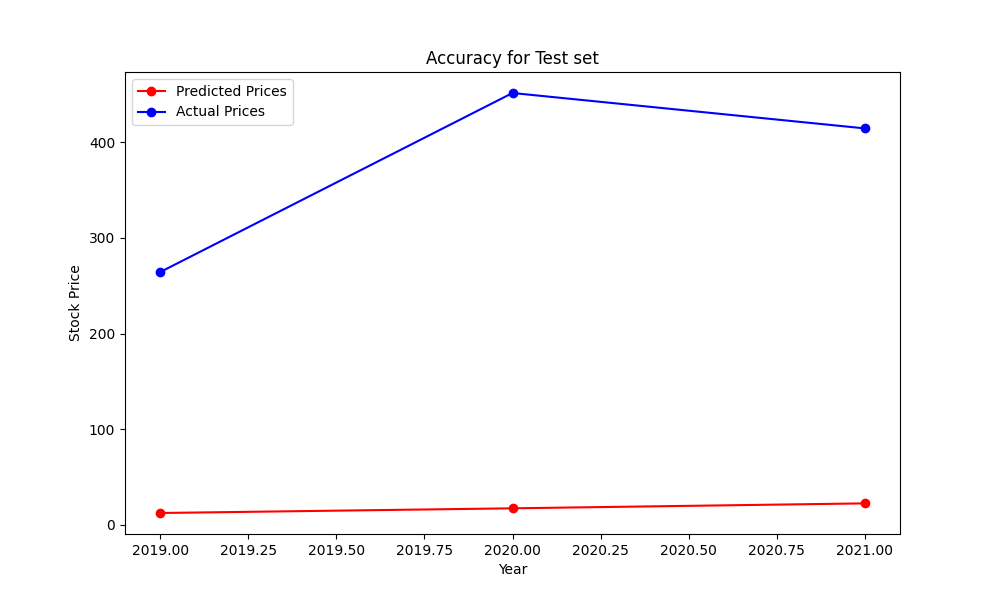 Accuracy for Test set
Predicted Prices
Actual Prices
400
300
200
100
0
Stock Price
2019.00 2019.25 2019.50 2019.75 2020.00 2020.25 2020.50 2020.75 2021.00
Year